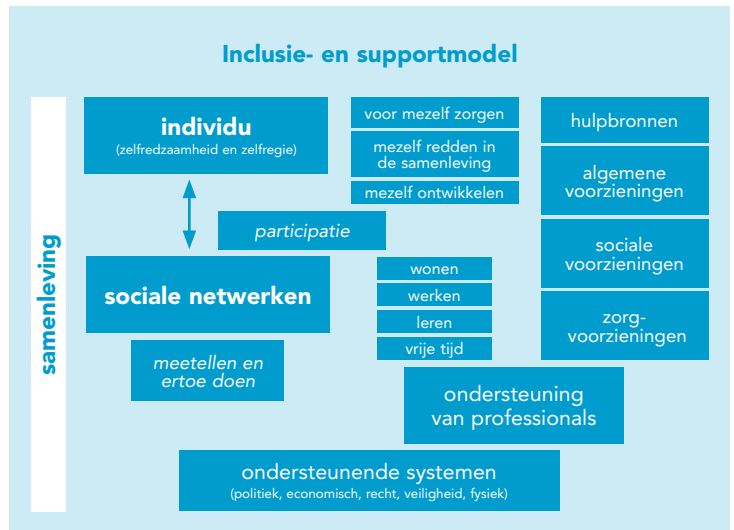 Inclusie- en supportmodel
samenleving
individu
(zelfredzaamheid en zelfregie)
participatie
sociale netwerken
meetellen en
ertoe doen
voor mezelf zorgen
mezelf redden in
de samenleving
mezelf ontwikkelen
wonen
werken
leren
vrije tijd
hulpbronnen
algemene
voorzieningen
sociale
voorzieningen
zorg-
voorzieningen
ondersteuning
van professionals
ondersteunende systemen
(politiek, economisch, recht, veiligheid, fysiek)